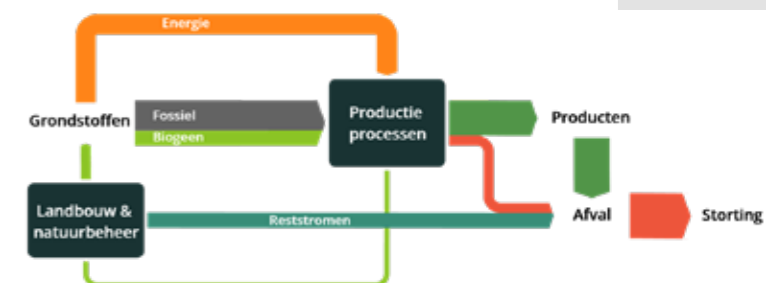 Energie
Grondstoffen
Fossiel
Biogeen
Productie
processen
Producten
Landbouw &
natuurbeheer
Reststromen
Afval
Storting